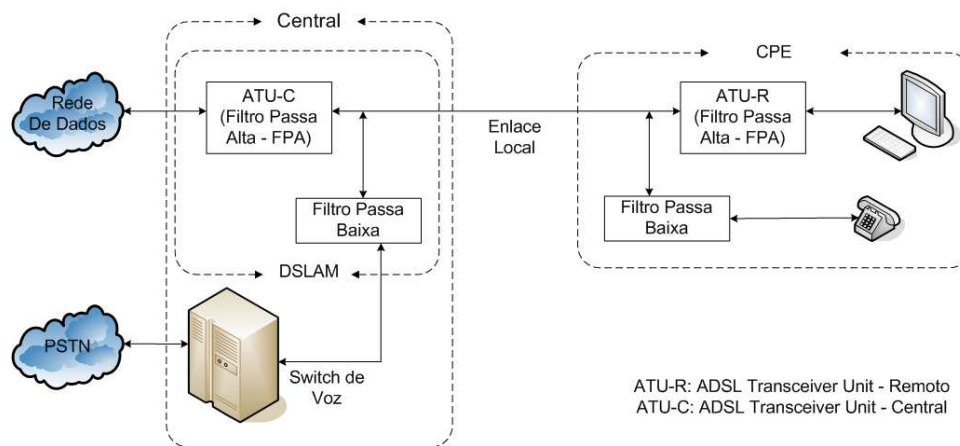 Central
CPE
Rede
De Dados
ATU-C
(Filtro Passa
Alta - FPA)
Enlace
Local
ATU-R
(Filtro Passa
Alta - FPA)
Filtro Passa
Baixa
Filtro Passa
Baixa
DSLAM
PSTN
Switch de
Voz
ATU-R: ADSL Transceiver Unit - Remoto
ATU-C: ADSL Transceiver Unit - Central